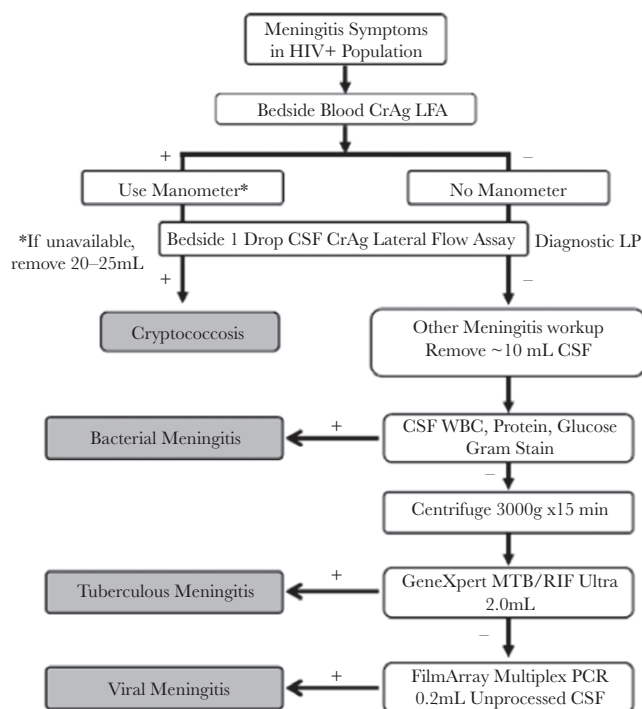 Meningitis Symptoms
in HIV+ Population
Bedside Blood CrAg LFA
+
–
Use Manometer*
No Manometer
*If unavailable,
remove 20–25mL
Bedside 1 Drop CSF CrAg Lateral Flow Assay
Diagnostic LP
+
–
Cryptococcosis
Other Meningitis workup
Remove ~10 mL CSF
Bacterial Meningitis
+
CSF WBC, Protein, Glucose
Gram Stain
–
Centrifuge 3000g x15 min
Tuberculous Meningitis
+
GeneXpert MTB/RIF Ultra
2.0mL
–
Viral Meningitis
+
FilmArray Multiplex PCR
0.2mL Unprocessed CSF